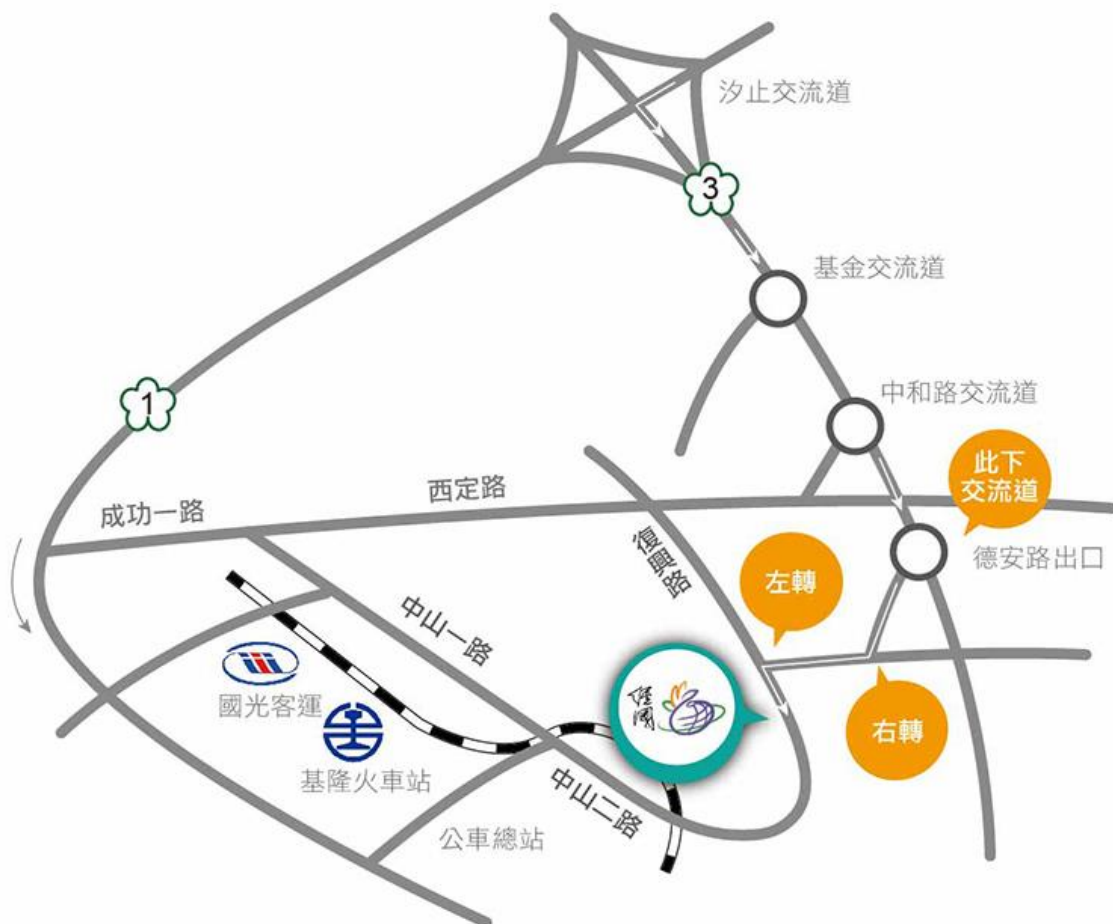 汐止交流道
3
基金交流道
1
中和路交流道
此下
交流道
西定路
成功一路
復興路
德安路出口
左轉
中山一路
國光客運
經國
右轉
基隆火車站
中山二路
公車總站